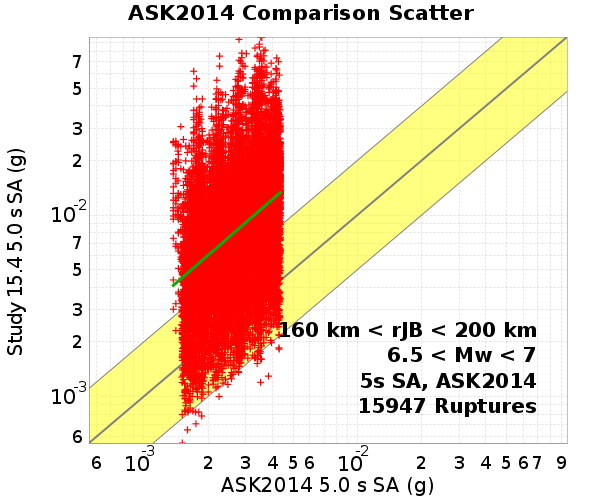 ASK2014 Comparison Scatter
Study 15.4 5.0 s SA (g)
7
5
3
2
10-2
7
5
3
2
10-3
6
160 km < rJB < 200 km
6.5 < Mw < 7
5s SA, ASK2014
15947 Ruptures
6 10-3 2 3 4 5 6 10-2 2 3 4 5 6 7 9
ASK2014 5.0 s SA (g)